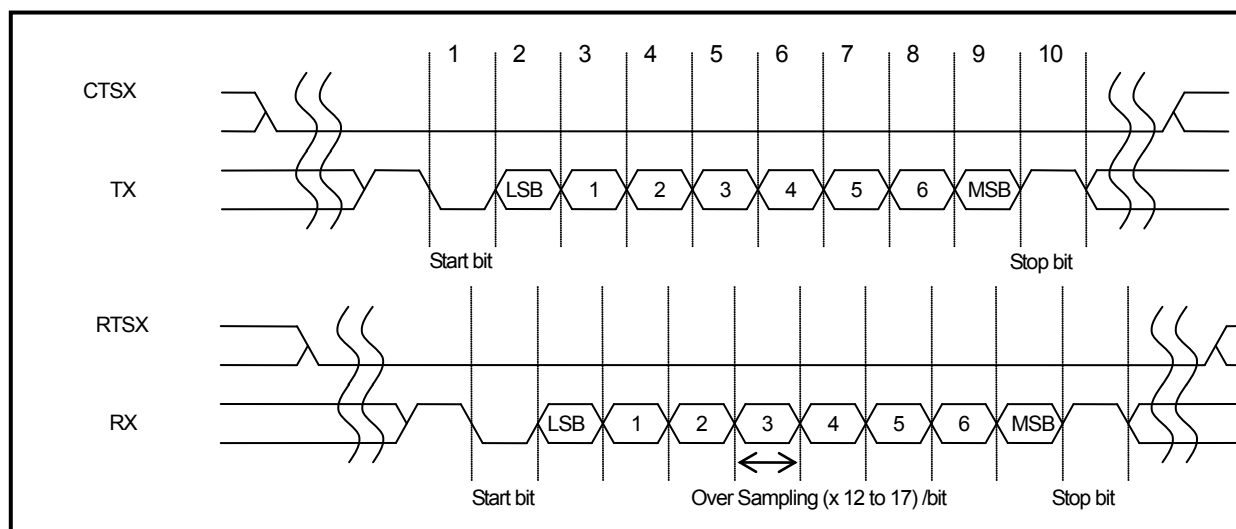 1 2 3 4 5 6 7 8 9 10
CTSX
TX LSB 1 2 3 4 5 6 MSB
Start bit Stop bit
RTSX
RX LSB 1 2 3 4 5 6 MSB
Start bit Over Sampling (x 12 to 17) /bit Stop bit